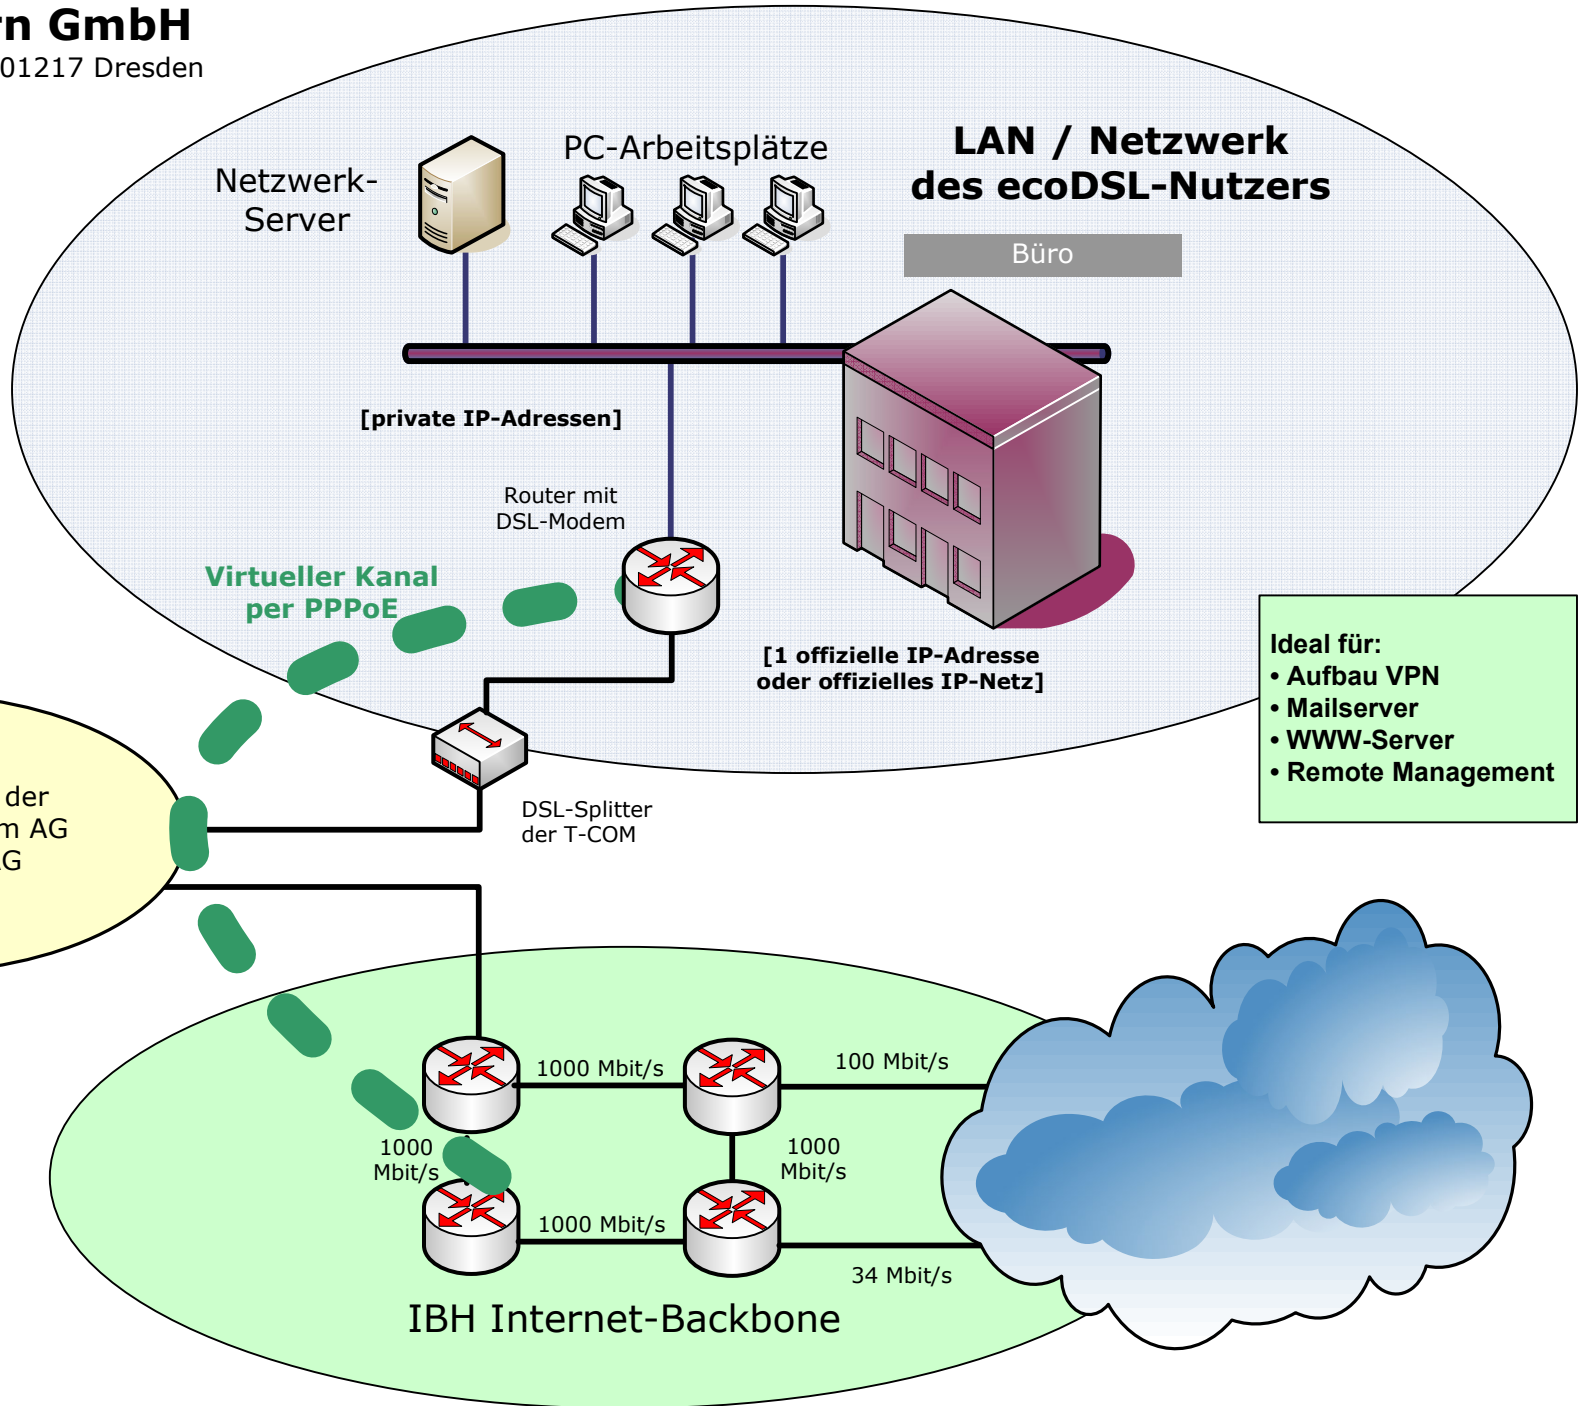 rn GmbH
01217 Dresden
Netzwerk-
Server
PC-Arbeitsplätze
LAN / Netzwerk
des ecoDSL-Nutzers
Büro
[private IP-Adressen]
Router mit
DSL-Modem
Virtueller Kanal
per PPPoE
[1 offizielle IP-Adresse
oder offizielles IP-Netz]
Ideal für:
• Aufbau VPN
• Mailserver
• WWW-Server
• Remote Management
der
m AG
G
DSL-Splitter
der T-COM
1000 Mbit/s
100 Mbit/s
1000
Mbit/s
1000
Mbit/s
1000 Mbit/s
34 Mbit/s
IBH Internet-Backbone